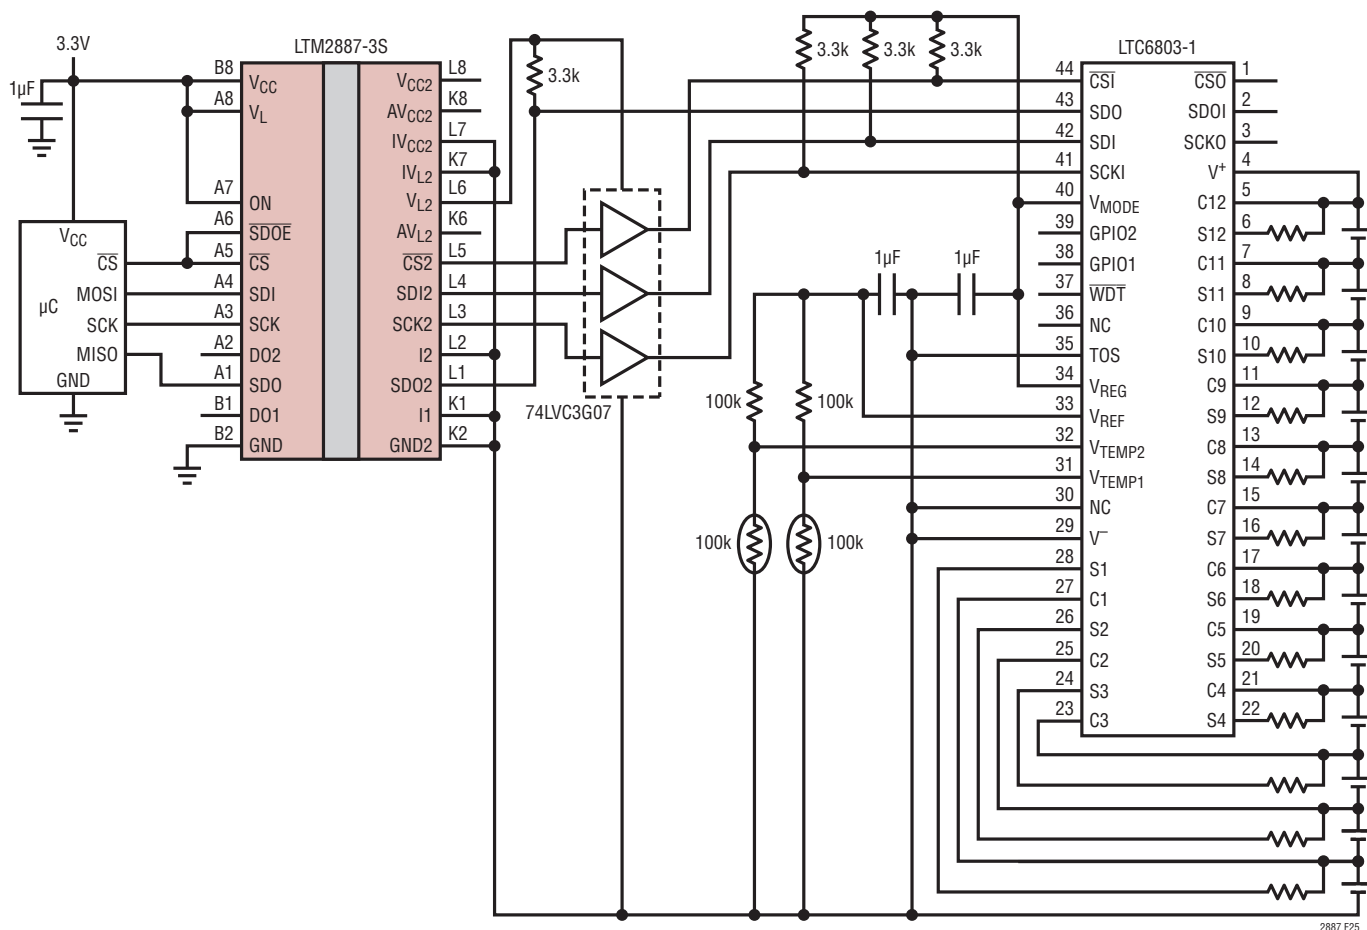 3.3V
1µF
LTM2887-3S
B8 VCC
A8 VL
A7 ON
A6 SDOE
A5 CS
A4 SDI
A3 SCK
A2 DO2
A1 SDO
B1 DO1
B2 GND
VCC
CS
MOSI
µC
SCK
MISO
GND
VCC2 L8
AVCC2 K8
IVCC2 L7
IVL2 K7
VL2 L6
AVL2 K6
CS2 L5
SDI2 L4
SCK2 L3
I2 L2
SDO2 L1
I1 K1
GND2 K2
3.3k
74LVC3G07
3.3k 3.3k 3.3k
1µF 1µF
100k 100k
100k 100k
LTC6803-1
44 CSI
43 SDO
42 SDI
41 SCKI
40 VMODE
39 GPIO2
38 GPIO1
37 WDT
36 NC
35 TOS
34 VREG
33 VREF
32 VTEMP2
31 VTEMP1
30 NC
29 V–
28 S1
27 C1
26 S2
25 C2
24 S3
23 C3
CSO 1
SDOI 2
SCKO 3
V+ 4
C12 5
S12 6
C11 7
S11 8
C10 9
S10 10
C9 11
S9 12
C8 13
S8 14
C7 15
S7 16
C6 17
S6 18
C5 19
S5 20
C4 21
S4 22
2887 F25